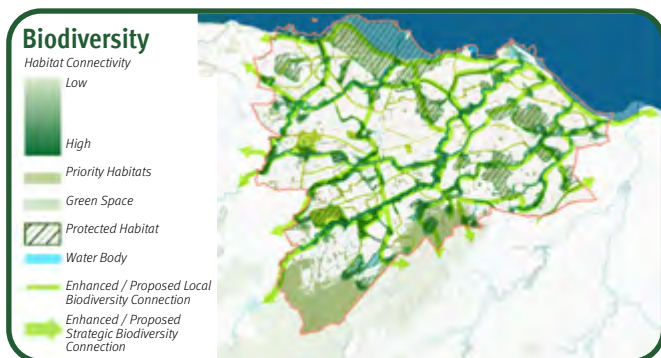 Biodiversity
Habitat Connectivity
Low
High
Priority Habitats
Green Space
Protected Habitat
Water Body
Enhanced / Proposed Local
Biodiversity Connection
Enhanced / Proposed
Strategic Biodiversity
Connection